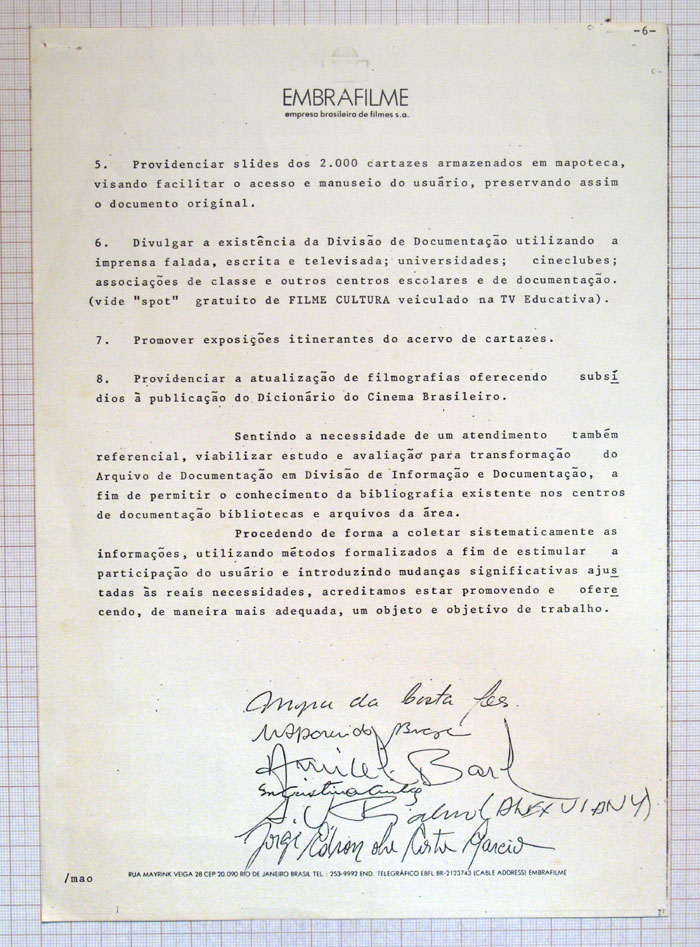 -6-
EMBRAFILME
empresa brasileira de filmes s.a.
5. Providenciar slides dos 2.000 cartazes armazenados em mapoteca,
visando facilitar o acesso e manuseio do usuário, preservando assim
o documento original.
6. Divulgar a existência da Divisão de Documentação utilizando a
imprensa falada, escrita e televisada; universidades; cineclubes;
associações de classe e outros centros escolares e de documentação.
(vide "spot" gratuito de FILME CULTURA veiculado na TV Educativa).
7. Promover exposições itinerantes do acervo de cartazes.
8. Providenciar a atualização de filmografias oferecendo subsí
dios à publicação do Dicionário do Cinema Brasileiro.
Sentindo a necessidade de um atendimento também
referencial, viabilizar estudo e avaliação para transformação do
Arquivo de Documentação em Divisão de Informação e Documentação, a
fim de permitir o conhecimento da bibliografia existente nos centros
de documentação bibliotecas e arquivos da área.
Procedendo de forma a coletar sistematicamente as
informações, utilizando métodos formalizados a fim de estimular a
participação do usuário e introduzindo mudanças significativas ajus
tadas às reais necessidades, acreditamos estar promovendo e ofere
cendo, de maneira mais adequada, um objeto e objetivo de trabalho.
da Costa
(ALEX VIANY)
Jorge da Costa
/mao
RUA MAYRINK VEIGA 28 CEP 20.090 RIO DE JANEIRO BRASIL TEL.: 253-9992 END. TELEGRÁFICO EBFL BR-2123743 (CABLE ADDRESS) EMBRAFILME